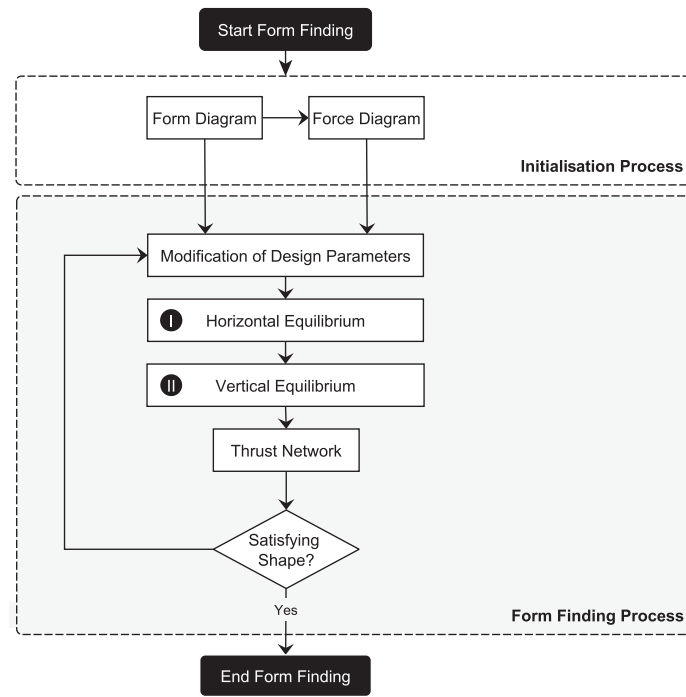 Start Form Finding
Form Diagram
Force Diagram
Initialisation Process
Modification of Design Parameters
I
Horizontal Equilibrium
II
Vertical Equilibrium
Thrust Network
Satisfying
Shape?
Yes
Form Finding Process
End Form Finding